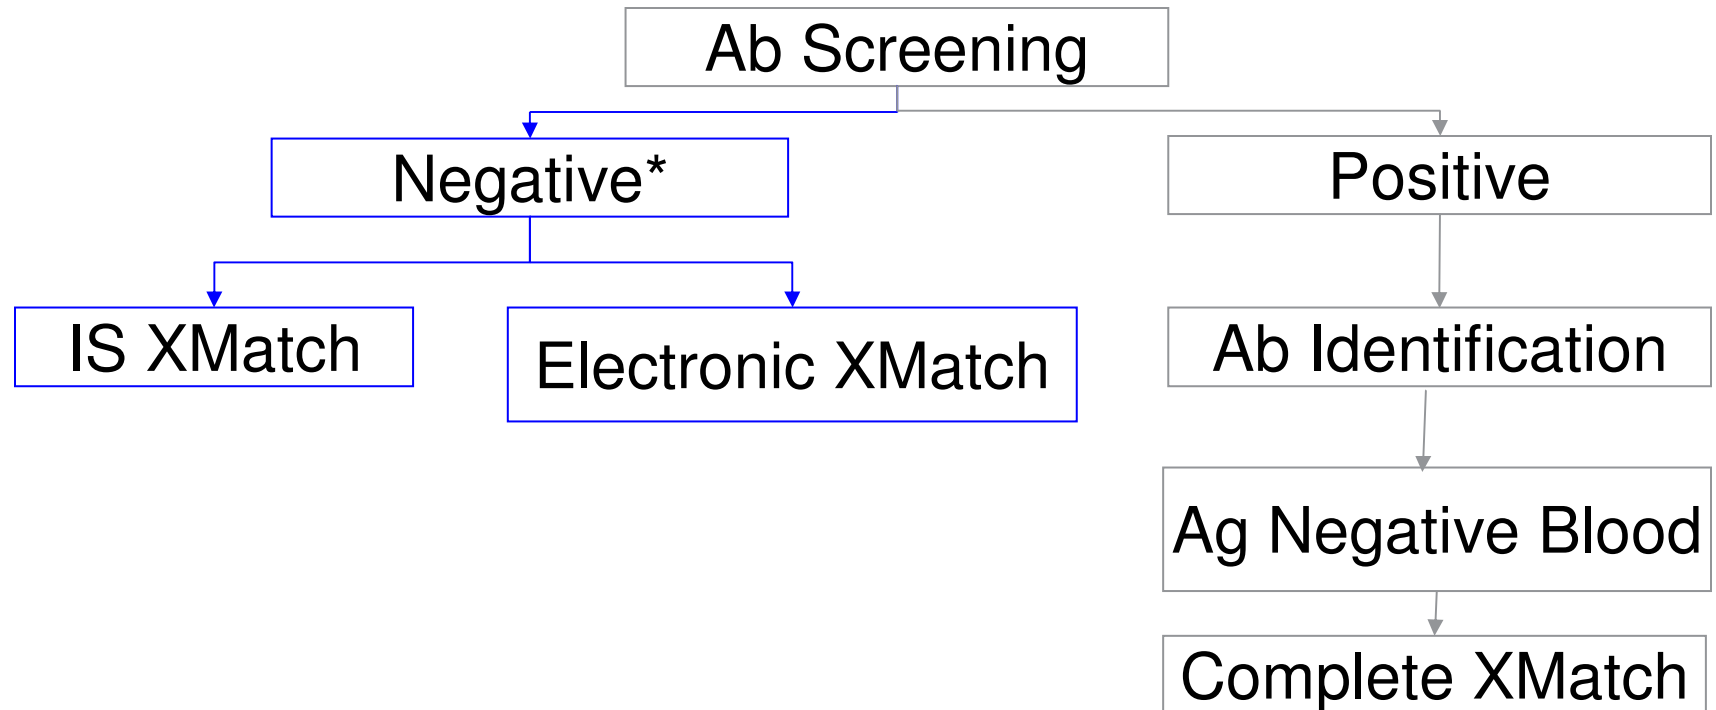 Ab Screening
Negative*
Positive
IS XMatch
Electronic XMatch
Ab Identification
Ag Negative Blood
Complete XMatch